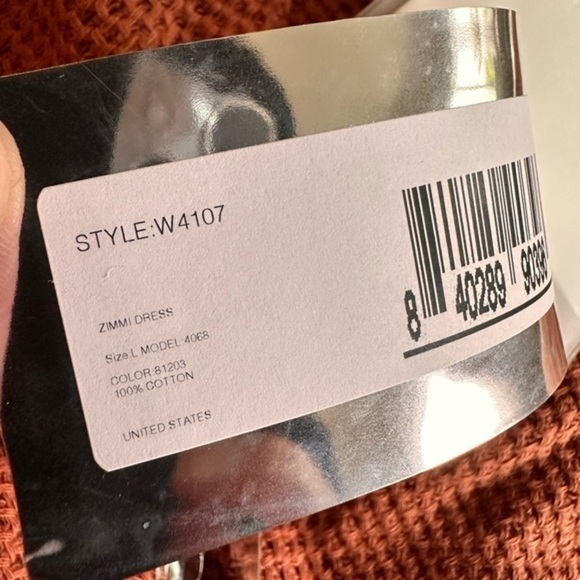 STYLE:W4107
ZIMMI DRESS
Size:L MODEL 4068
COLOR:81203
100% COTTON
UNITED STATES
8 40289